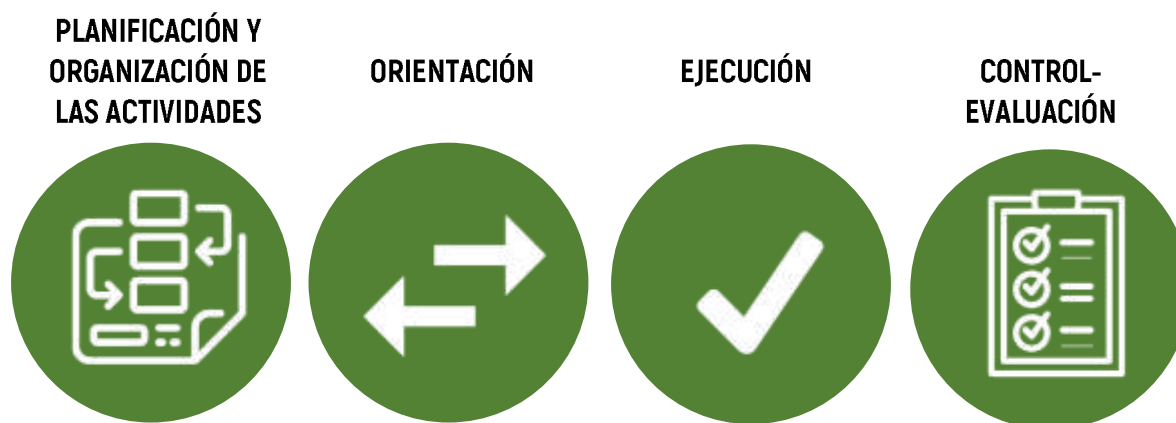 PLANIFICACIÓN Y
ORGANIZACIÓN DE
LAS ACTIVIDADES
ORIENTACIÓN
EJECUCIÓN
CONTROL-
EVALUACIÓN